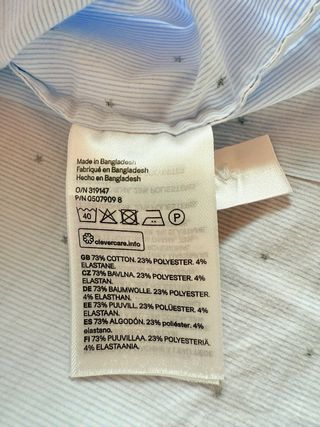 Made in Bangladesh
Fabriqué en Bangladesh
Hecho en Bangladesh
O/N 319147
P/N 0507909 8
40 P
clevercare.info
GB 73% COTTON. 23% POLYESTER. 4%
ELASTANE.
CZ 73% BAVLNA. 23% POLYESTER. 4%
ELASTAN.
DE 73% BAUMWOLLE. 23% POLYESTER.
4% ELASTHAN.
EE 73% PUUVILL. 23% POLÜESTER. 4%
ELASTAAN.
ES 73% ALGODÓN. 23% poliéster. 4%
elastano.
FI 73% PUUVILLAA. 23% POLYESTERIÄ.
4% ELASTAANIA.